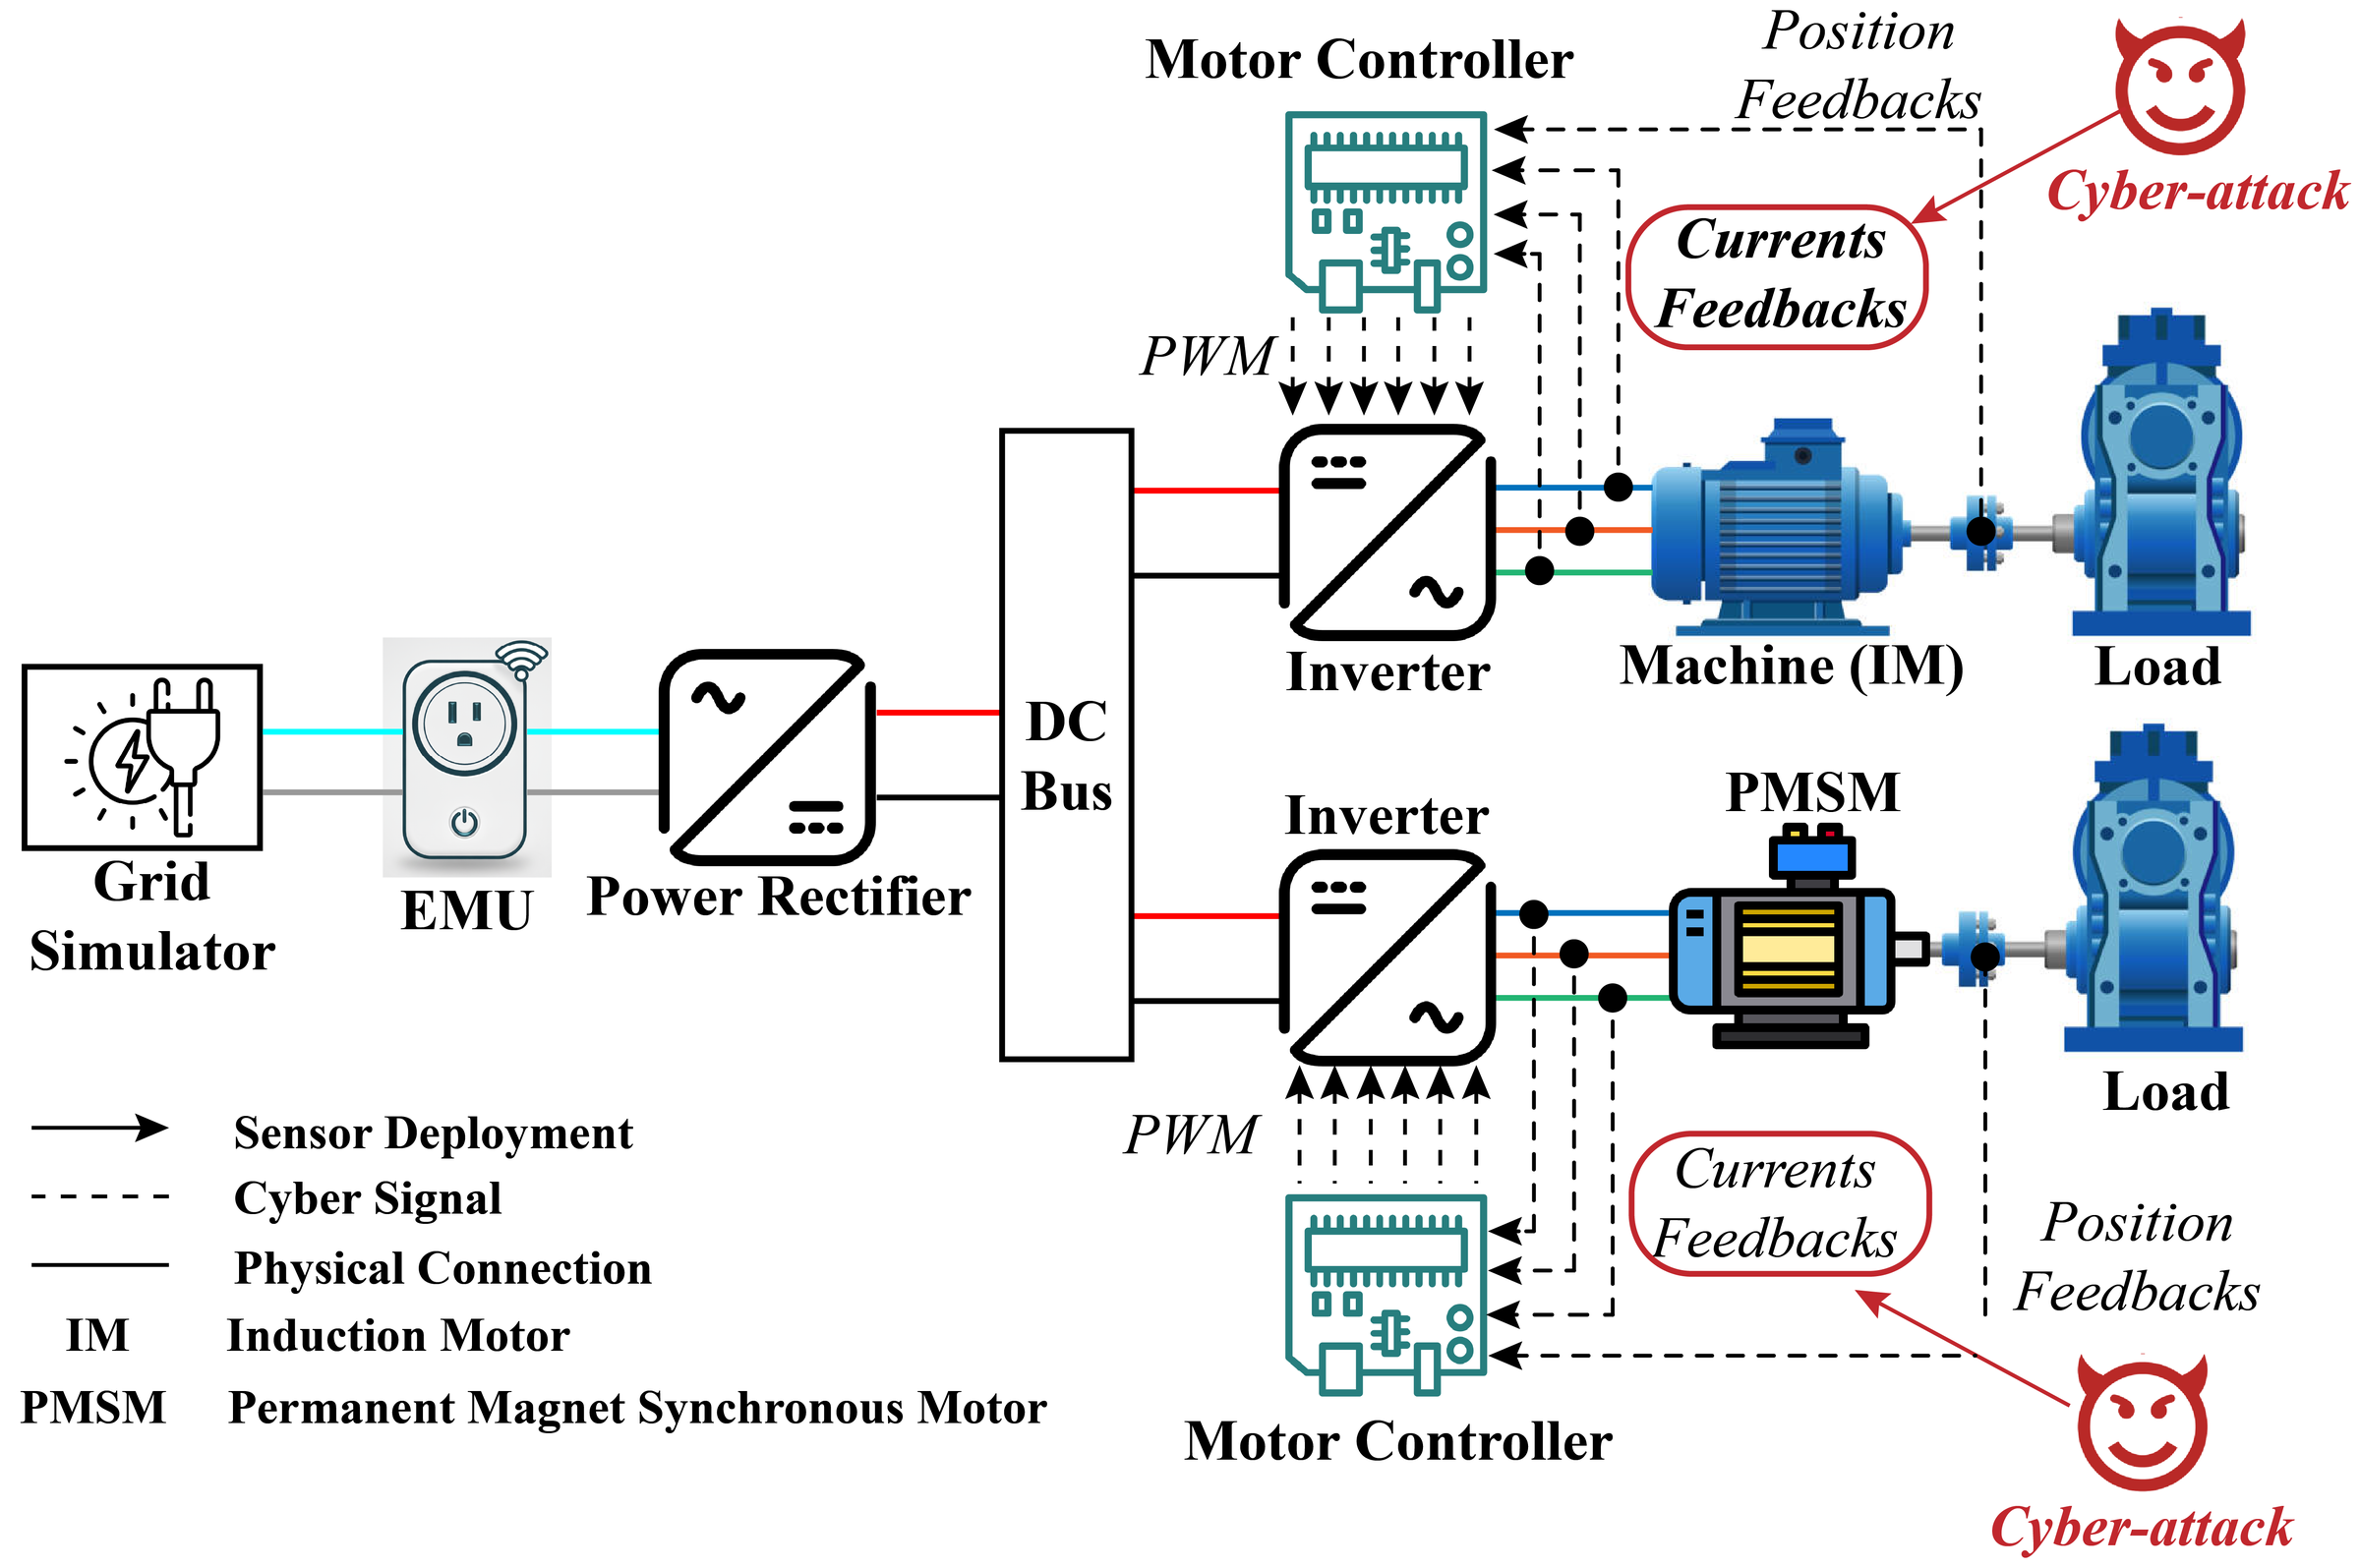 Motor Controller
Position
Feedbacks
Cyber-attack
Currents
Feedbacks
PWM
Inverter
Machine (IM)
Load
DC
Bus
Grid
Simulator
EMU
Power Rectifier
Inverter
PMSM
Load
PWM
Currents
Feedbacks
Position
Feedbacks
Motor Controller
Cyber-attack
Sensor Deployment
Cyber Signal
Physical Connection
IM Induction Motor
PMSM Permanent Magnet Synchronous Motor